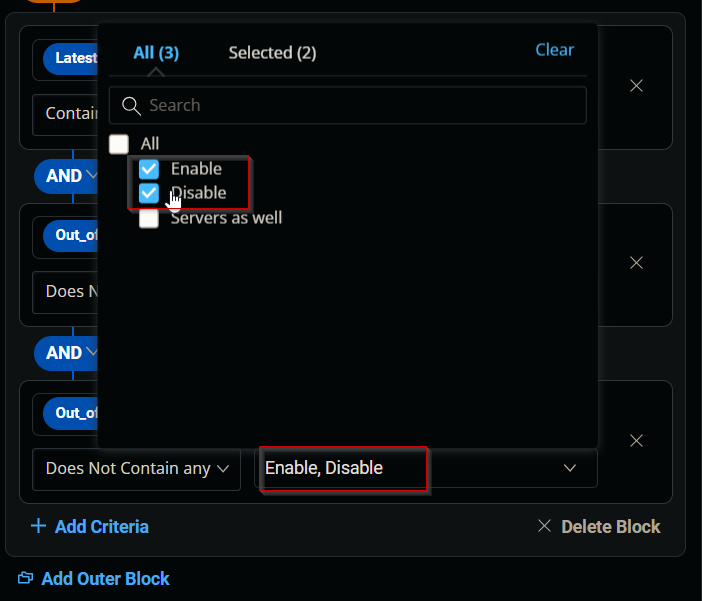 All (3) Selected (2) Clear
Search
All
Enable
Disable
Servers as well
Latest
Contain
AND
Out_of
Does N
AND
Out_of
Does Not Contain any Enable, Disable
Add Criteria Delete Block
Add Outer Block